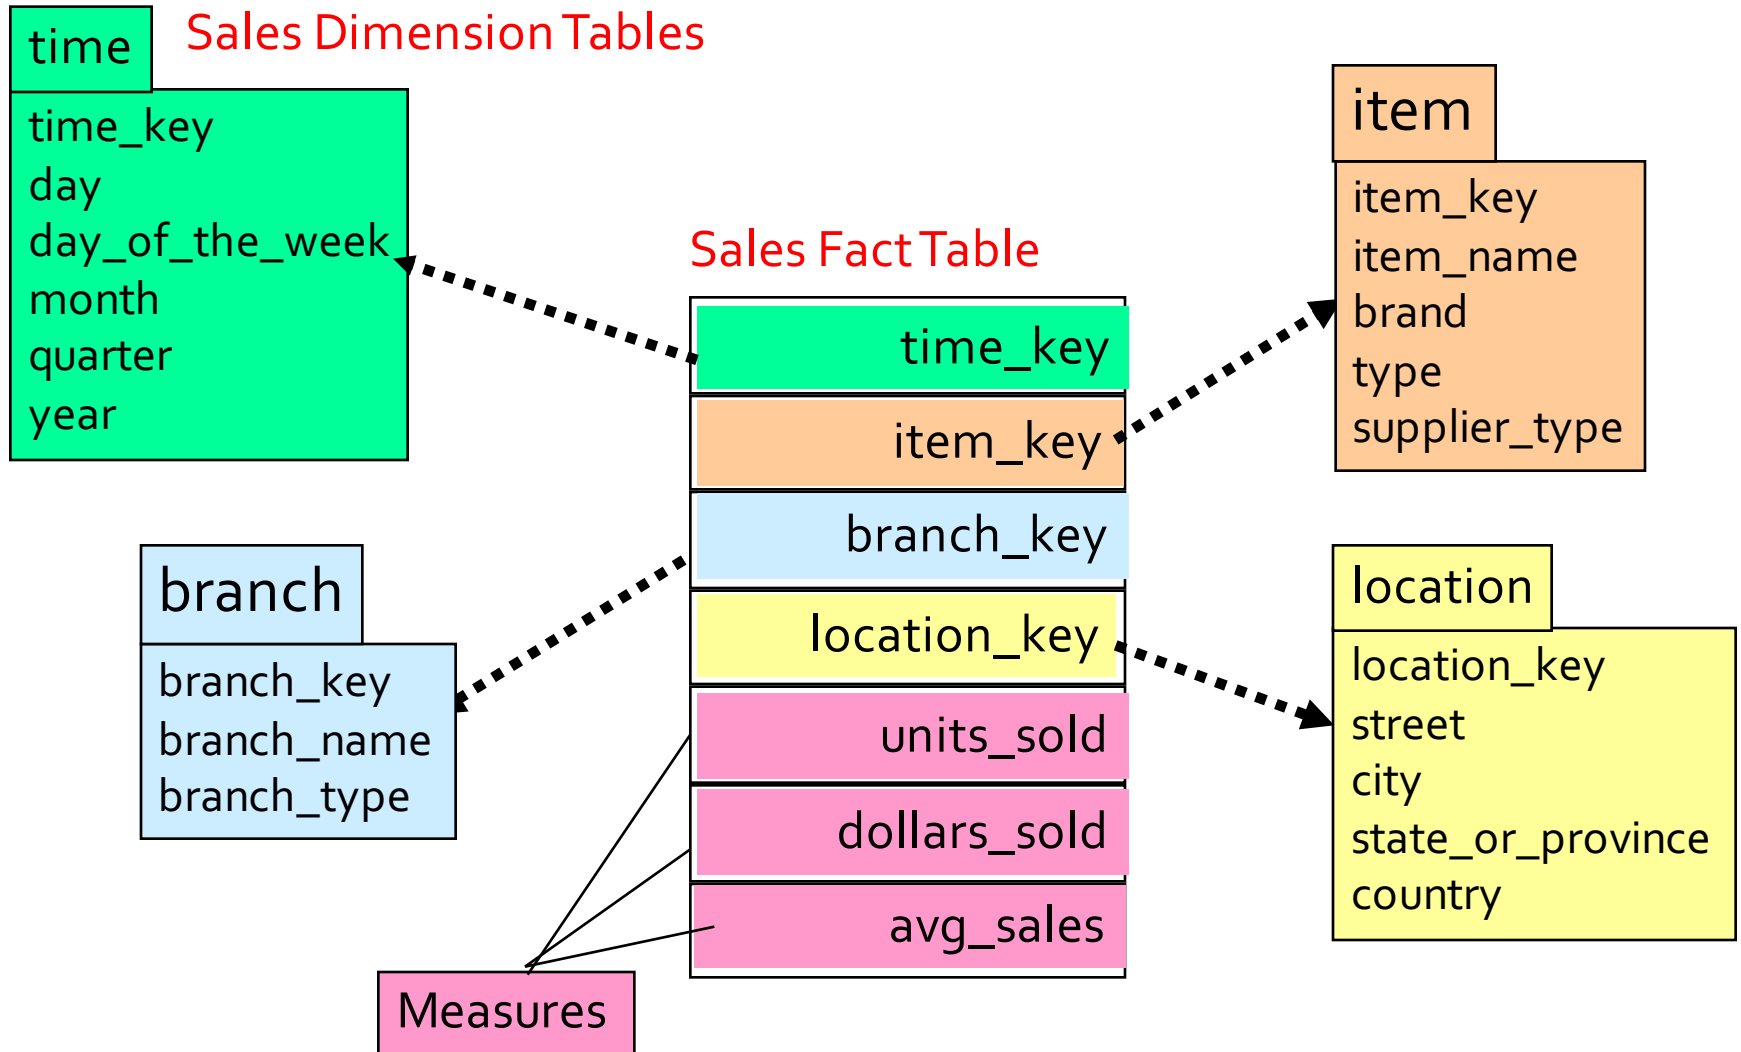 Sales Dimension Tables
time
time_key
day
day_of_the_week
month
quarter
year
item
item_key
item_name
brand
type
supplier_type
Sales Fact Table
time_key
item_key
branch_key
location_key
units_sold
dollars_sold
avg_sales
branch
branch_key
branch_name
branch_type
location
location_key
street
city
state_or_province
country
Measures